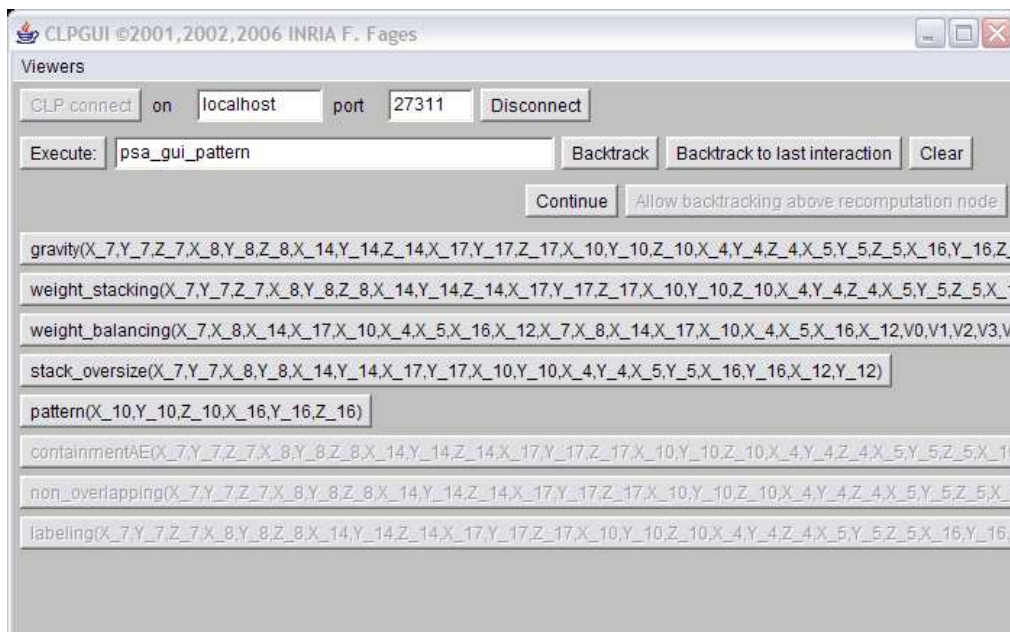 CLPGUI ©2001,2002,2006 INRIA F. Fages
Viewers
CLP connect on localhost port 27311 Disconnect
Execute: psa_gui_pattern Backtrack Backtrack to last interaction Clear
Continue Allow backtracking above recomputation node
gravity(X_7,Y_7,Z_7,X_8,Y_8,Z_8,X_14,Y_14,Z_14,X_17,Y_17,Z_17,X_10,Y_10,Z_10,X_4,Y_4,Z_4,X_5,Y_5,Z_5,X_16,Y_16,Z_
weight_stacking(X_7,Y_7,Z_7,X_8,Y_8,Z_8,X_14,Y_14,Z_14,X_17,Y_17,Z_17,X_10,Y_10,Z_10,X_4,Y_4,Z_4,X_5,Y_5,Z_5,X_1
weight_balancing(X_7,X_8,X_14,X_17,X_10,X_4,X_5,X_16,X_12,X_7,X_8,X_14,X_17,X_10,X_4,X_5,X_16,X_12,V0,V1,V2,V3,V
stack_oversize(X_7,Y_7,X_8,Y_8,X_14,Y_14,X_17,Y_17,X_10,Y_10,X_4,Y_4,X_5,Y_5,X_16,Y_16,X_12,Y_12)
pattern(X_10,Y_10,Z_10,X_16,Y_16,Z_16)
containmentAE(X_7,Y_7,Z_7,X_8,Y_8,Z_8,X_14,Y_14,Z_14,X_17,Y_17,Z_17,X_10,Y_10,Z_10,X_4,Y_4,Z_4,X_5,Y_5,Z_5,X_1
non_overlapping(X_7,Y_7,Z_7,X_8,Y_8,Z_8,X_14,Y_14,Z_14,X_17,Y_17,Z_17,X_10,Y_10,Z_10,X_4,Y_4,Z_4,X_5,Y_5,Z_5,X_
labeling(X_7,Y_7,Z_7,X_8,Y_8,Z_8,X_14,Y_14,Z_14,X_17,Y_17,Z_17,X_10,Y_10,Z_10,X_4,Y_4,Z_4,X_5,Y_5,Z_5,X_16,Y_16,